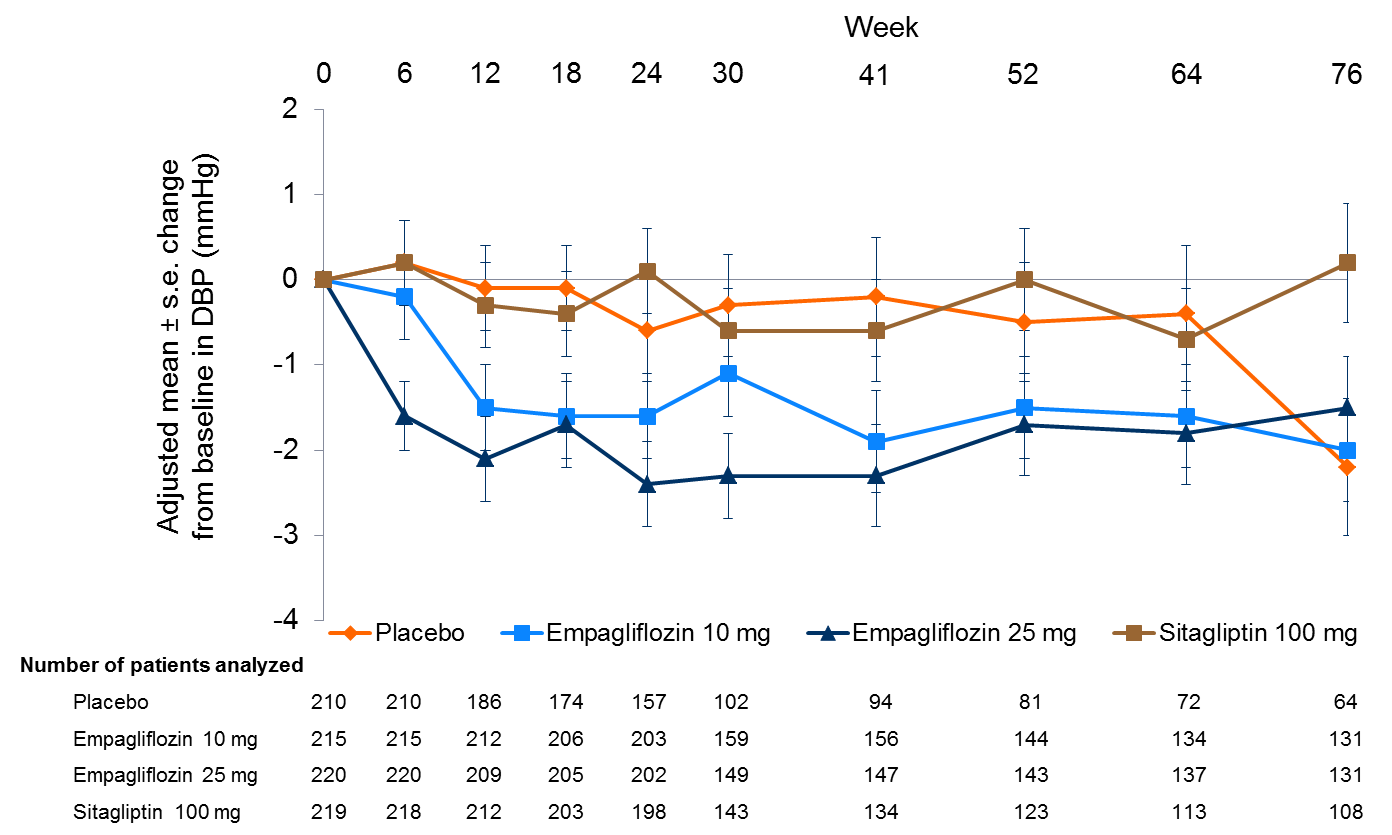 Week
0 6 12 18 24 30 41 52 64 76
Adjusted mean ± s.e. change
from baseline in DBP (mmHg)
2
1
0
-1
-2
-3
-4
Placebo Empagliflozin 10 mg Empagliflozin 25 mg Sitagliptin 100 mg
Number of patients analyzed
Placebo 210 210 186 174 157 102 94 81 72 64
Empagliflozin 10 mg 215 215 212 206 203 159 156 144 134 131
Empagliflozin 25 mg 220 220 209 205 202 149 147 143 137 131
Sitagliptin 100 mg 219 218 212 203 198 143 134 123 113 108